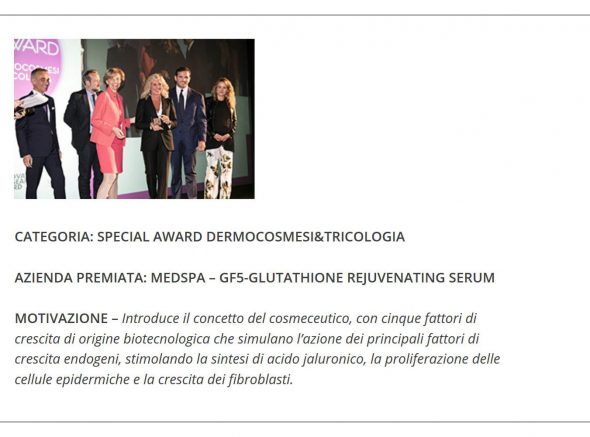 WARD
CATEGORIA: SPECIAL AWARD DERMOCOSMESI&TRICOLOGIA
AZIENDA PREMIATA: MEDSPA – GF5-GLUTATHIONE REJUVENATING SERUM
MOTIVAZIONE – Introduce il concetto del cosmeceutico, con cinque fattori di
crescita di origine biotecnologica che simulano l’azione dei principali fattori di
crescita endogeni, stimolando la sintesi di acido jaluronico, la proliferazione delle
cellule epidermiche e la crescita dei fibroblasti.